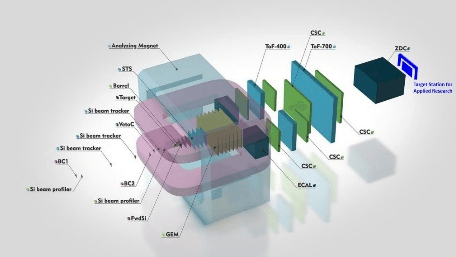 CSC
ToF-400
ToF-700
ZDC
Analyzing Magnet
Target Station for
Applied Research
STS
Barrel
Target
Si beam tracker
VetoC
Si beam tracker
CSC
Si beam tracker
CSC
BC1
CSC
BC2
ECAL
Si beam profiler
Si beam profiler
FwdSi
GEM